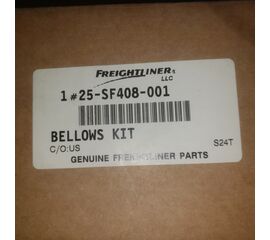 FREIGHTLINER
LLC
1 #25-SF408-001
BELLOWS KIT
S24T
C/O:US
GENUINE FREIGHTLINER PARTS